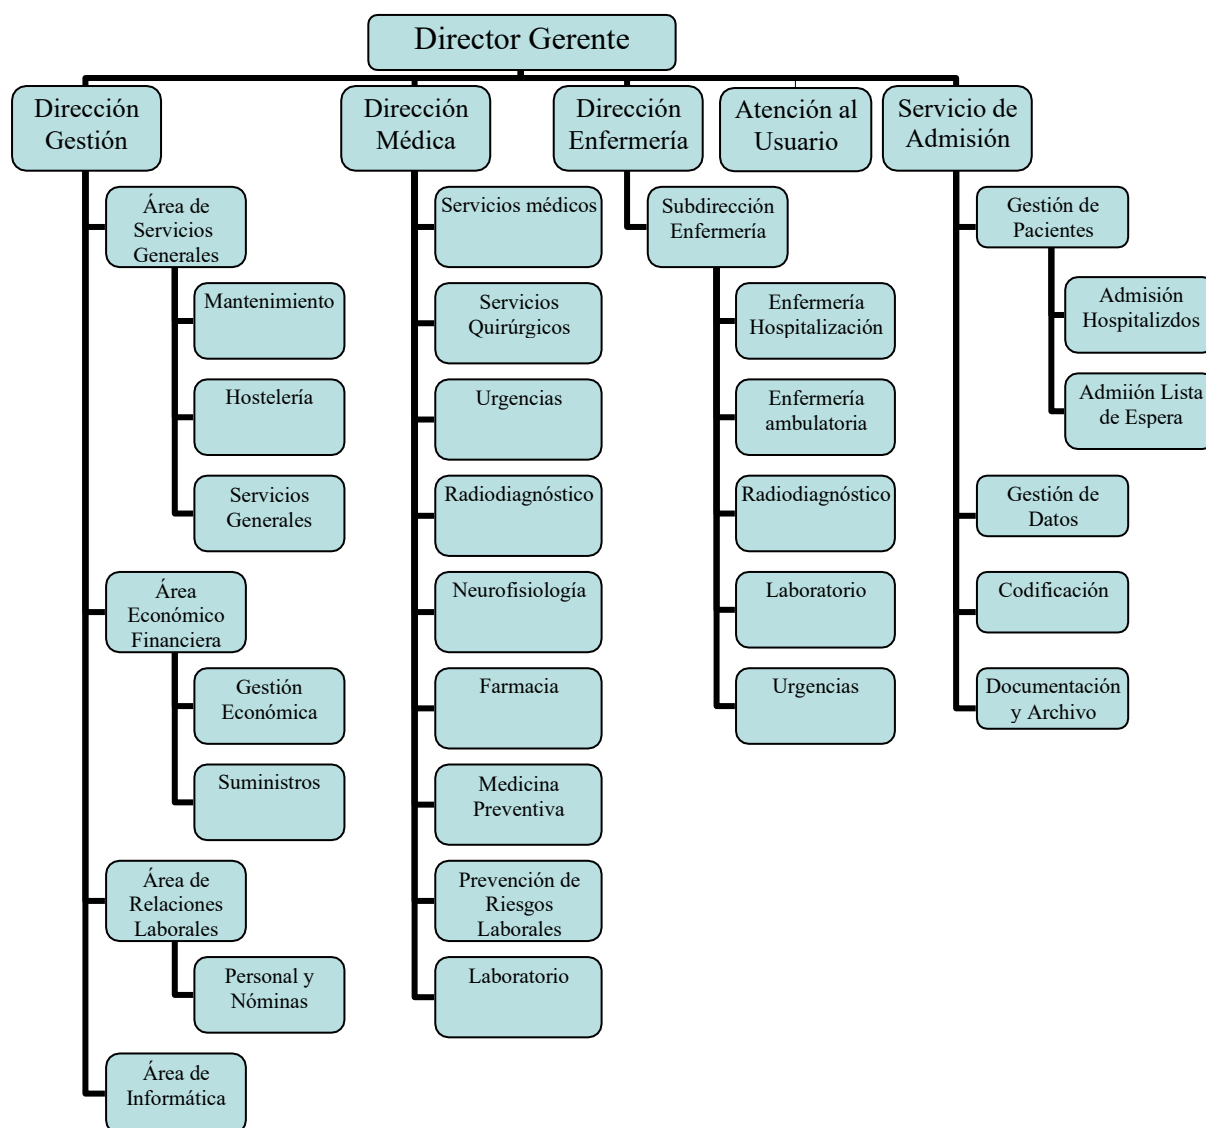 Director Gerente
Dirección
Gestión
Área de
Servicios
Generales
Mantenimiento
Hostelería
Servicios
Generales
Área
Económico
Financiera
Gestión
Económica
Suministros
Área de
Relaciones
Laborales
Personal y
Nóminas
Área de
Informática
Dirección
Médica
Servicios médicos
Servicios
Quirúrgicos
Urgencias
Radiodiagnóstico
Neurofisiología
Farmacia
Medicina
Preventiva
Prevención de
Riesgos
Laborales
Laboratorio
Dirección
Enfermería
Subdirección
Enfermería
Enfermería
Hospitalización
Enfermería
ambulatoria
Radiodiagnóstico
Laboratorio
Urgencias
Atención al
Usuario
Servicio de
Admisión
Gestión de
Pacientes
Admisión
Hospitalizdos
Admiión Lista
de Espera
Gestión de
Datos
Codificación
Documentación
y Archivo